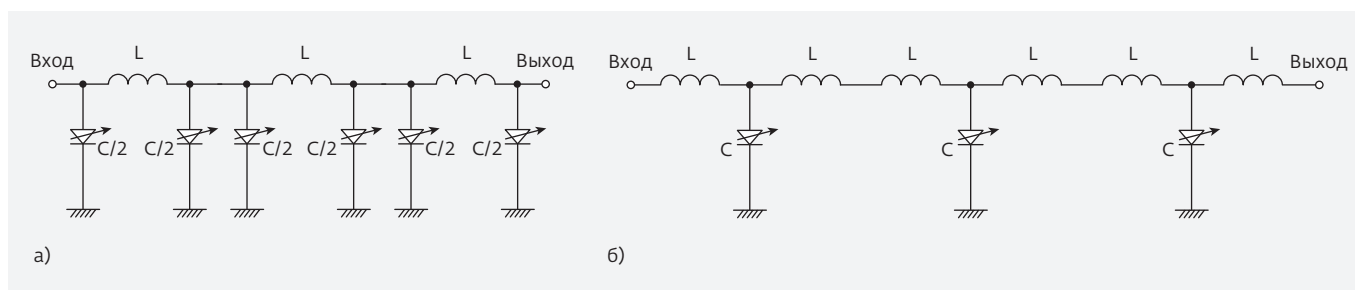 Вход L L L Выход
C/2 C/2 C/2 C/2 C/2 C/2
а)
Вход L L L L L L Выход
C C C
б)